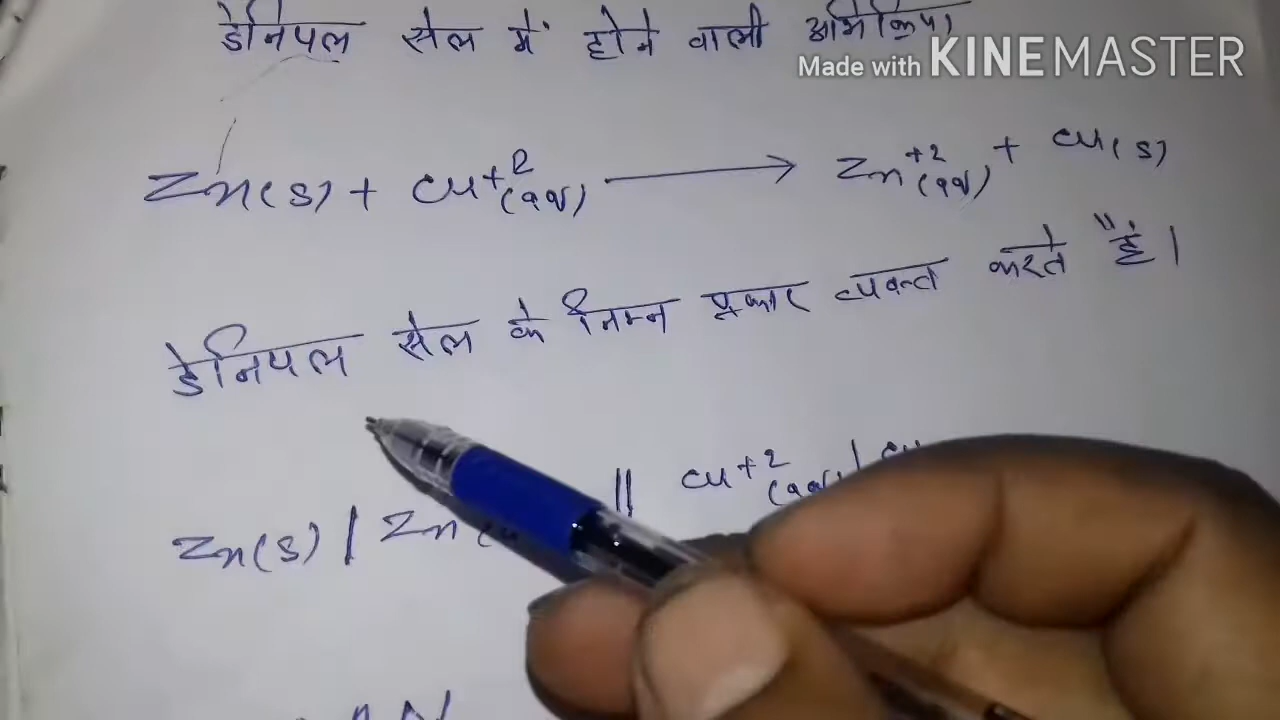 डेनियल सेल में होने वाली अभिक्रिया
Made with KINEMASTER
Zn(s) + Cu+2(aq) ⟶ Zn+2(aq) + Cu(s)
डेनियल सेल के निम्न प्रकार व्यक्त करते हैं।
Zn(s) | Zn || Cu+2(aq) |